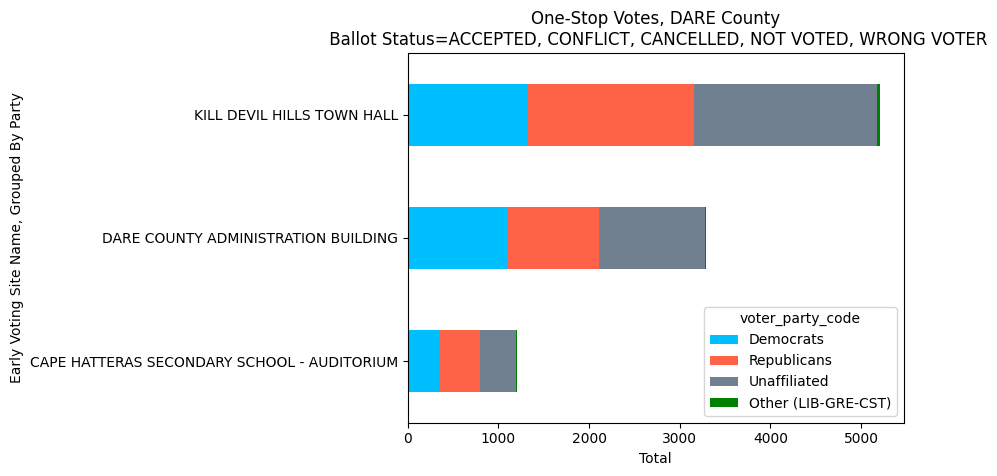 One-Stop Votes, DARE County
Ballot Status=ACCEPTED, CONFLICT, CANCELLED, NOT VOTED, WRONG VOTER
Early Voting Site Name, Grouped By Party
KILL DEVIL HILLS TOWN HALL
DARE COUNTY ADMINISTRATION BUILDING
CAPE HATTERAS SECONDARY SCHOOL - AUDITORIUM
voter_party_code
Democrats
Republicans
Unaffiliated
Other (LIB-GRE-CST)
0 1000 2000 3000 4000 5000
Total